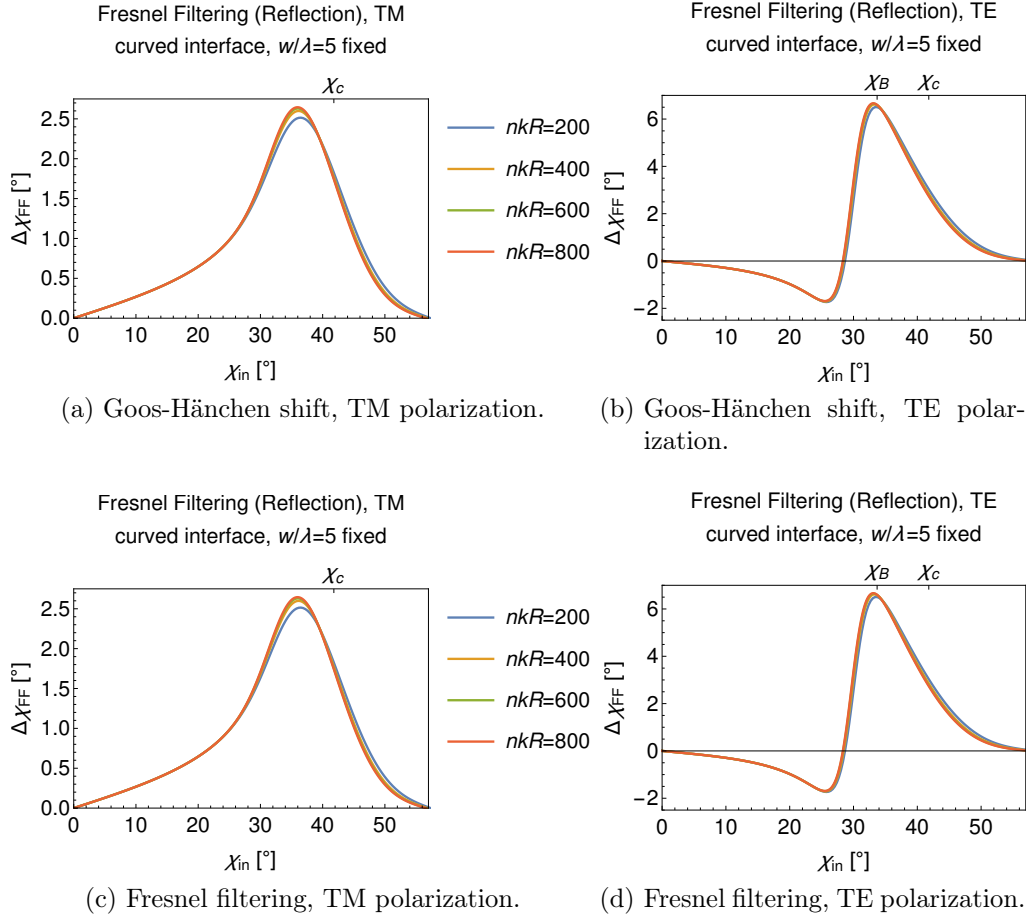 Fresnel Filtering (Reflection), TM
curved interface, w/λ=5 fixed
χc
ΔχFF [°]
2.5
2.0
1.5
1.0
0.5
0.0
0 10 20 30 40 50
χin [°]
nkR=200
nkR=400
nkR=600
nkR=800
(a) Goos-Hänchen shift, TM polarization.
Fresnel Filtering (Reflection), TE
curved interface, w/λ=5 fixed
χB χc
ΔχFF [°]
6
4
2
0
−2
0 10 20 30 40 50
χin [°]
(b) Goos-Hänchen shift, TE polar-
ization.
Fresnel Filtering (Reflection), TM
curved interface, w/λ=5 fixed
χc
ΔχFF [°]
2.5
2.0
1.5
1.0
0.5
0.0
0 10 20 30 40 50
χin [°]
nkR=200
nkR=400
nkR=600
nkR=800
(c) Fresnel filtering, TM polarization.
Fresnel Filtering (Reflection), TE
curved interface, w/λ=5 fixed
χB χc
ΔχFF [°]
6
4
2
0
−2
0 10 20 30 40 50
χin [°]
(d) Fresnel filtering, TE polarization.